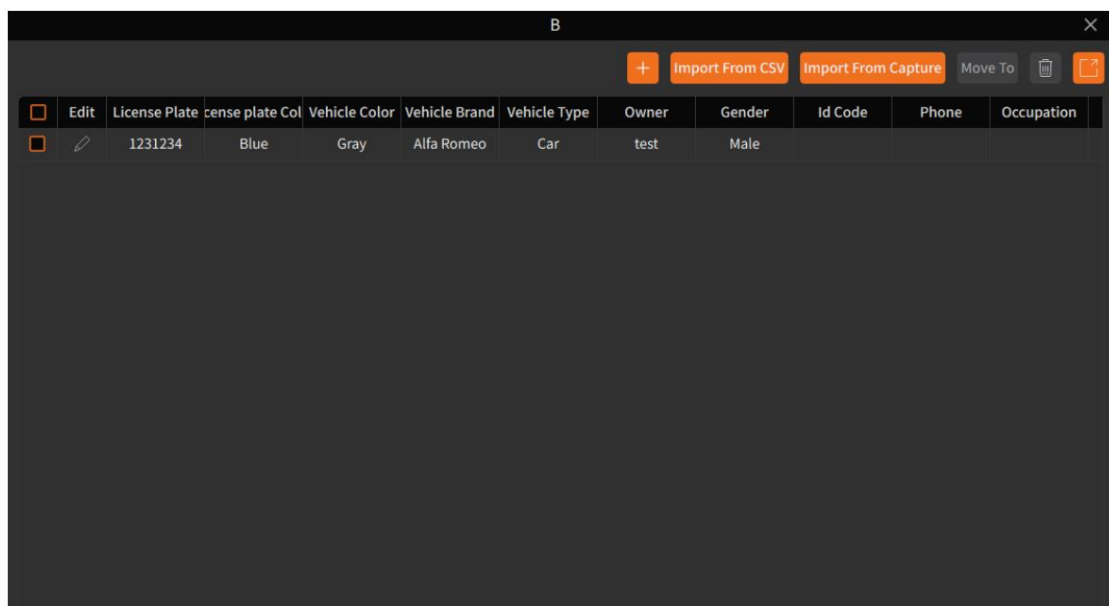 B
Import From CSV Import From Capture Move To
Edit License Plate cense plate Col Vehicle Color Vehicle Brand Vehicle Type Owner Gender Id Code Phone Occupation
1231234 Blue Gray Alfa Romeo Car test Male